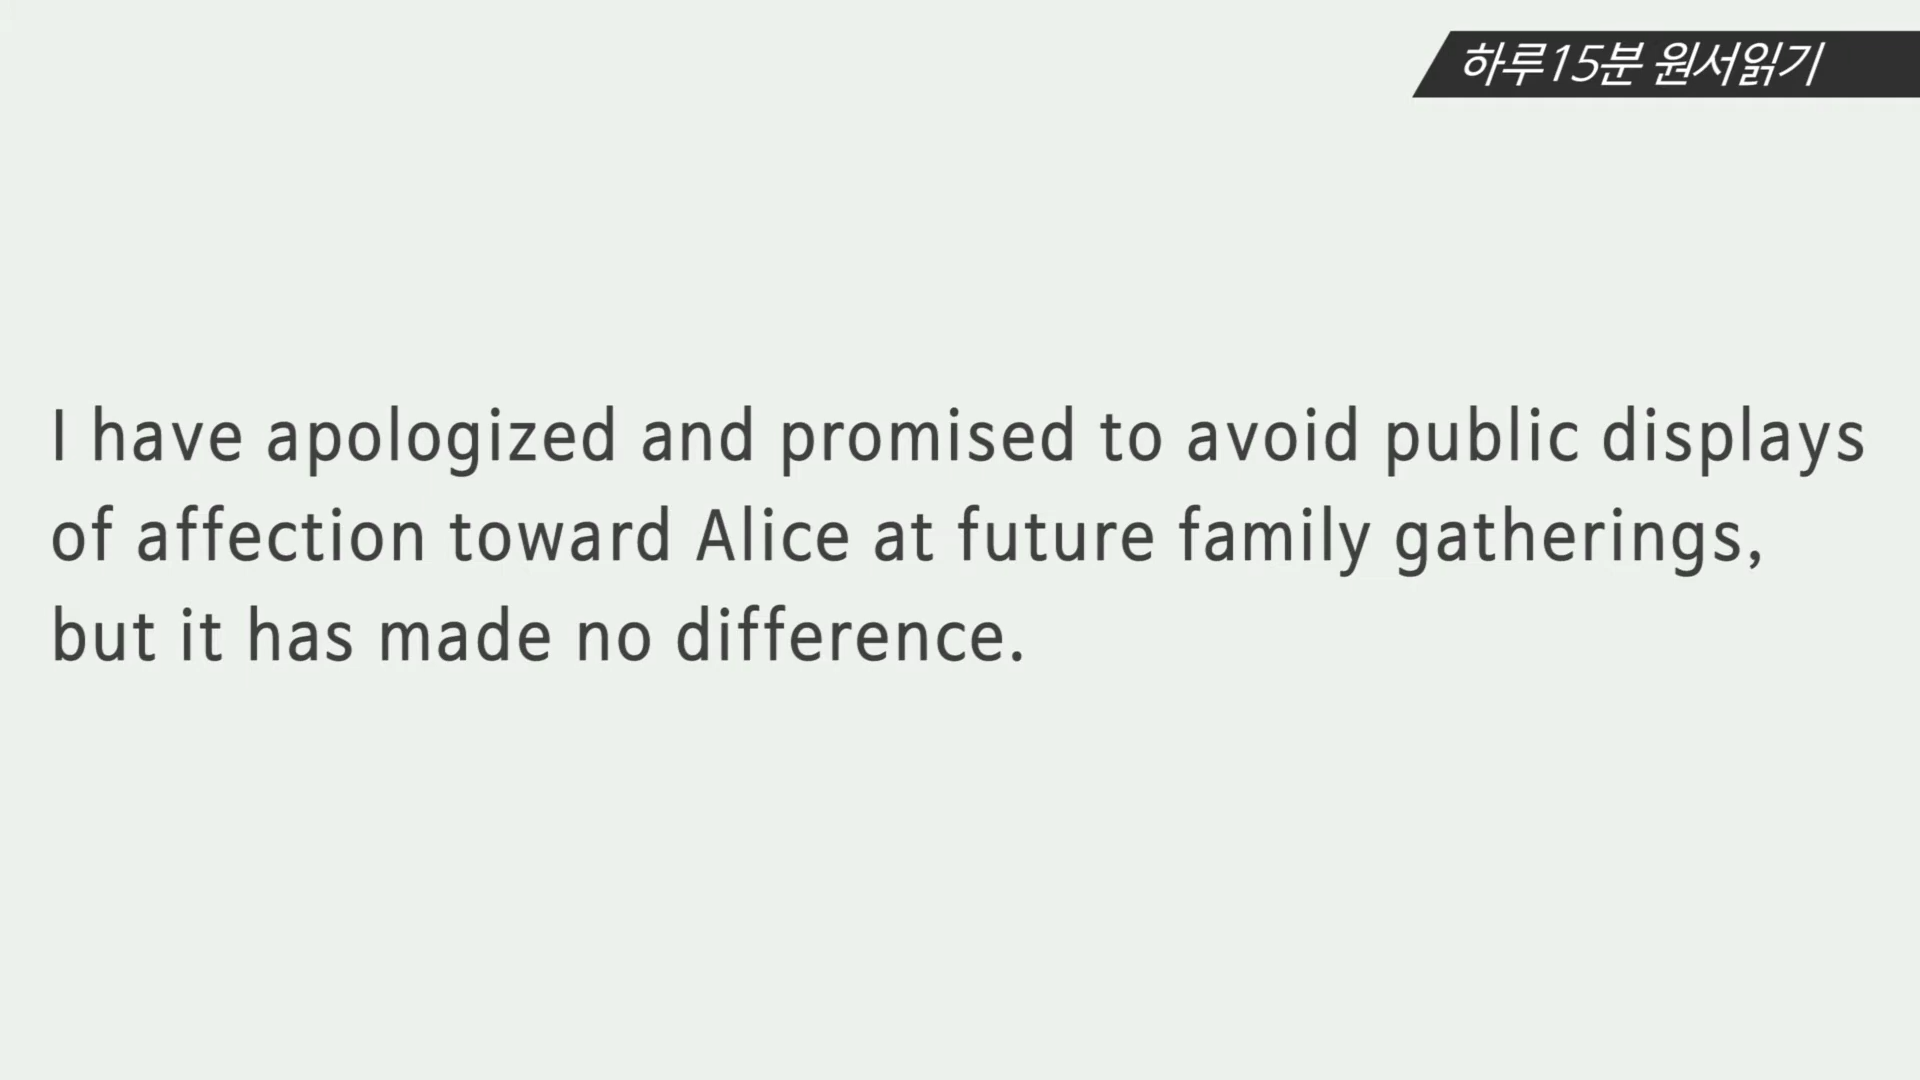 하루15분 원서읽기
I have apologized and promised to avoid public displays
of affection toward Alice at future family gatherings,
but it has made no difference.